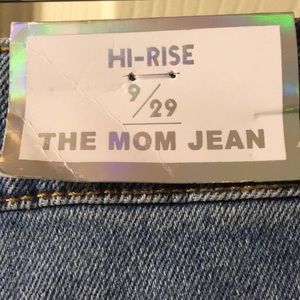 HI-RISE
9/29
THE MOM JEAN